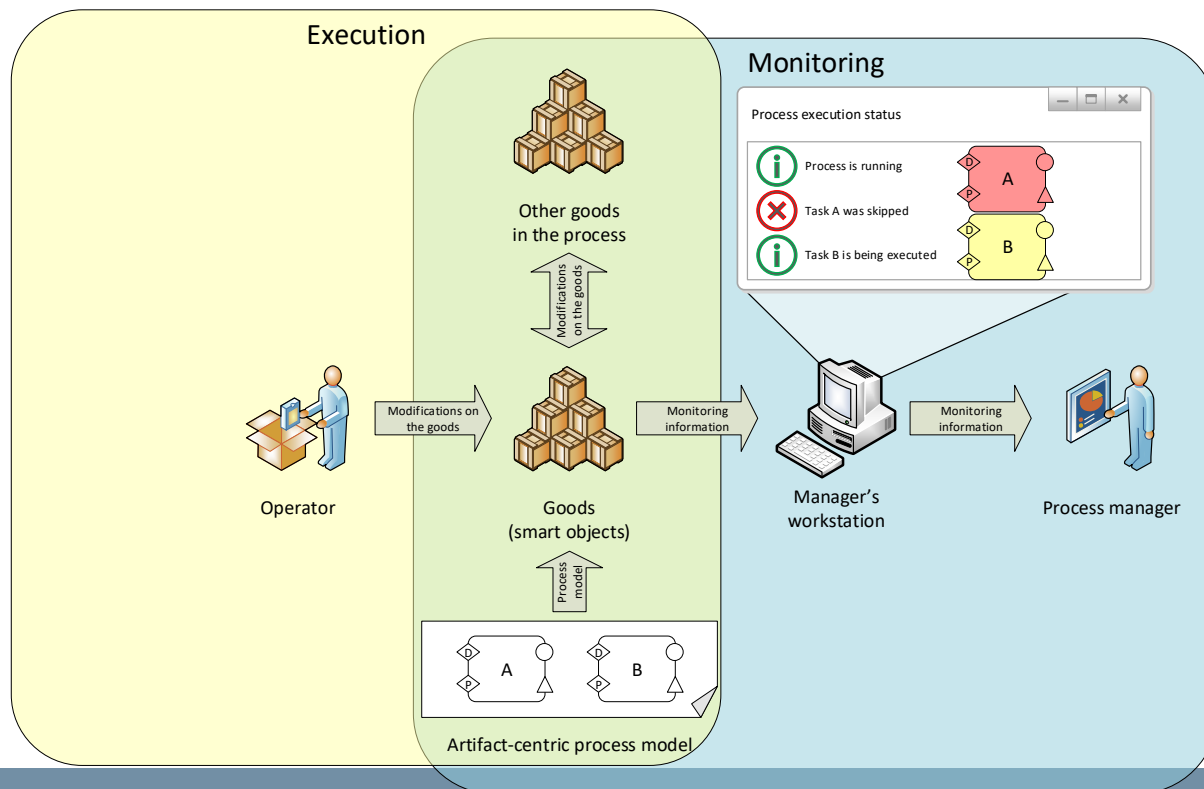 Execution
Monitoring
Process execution status
D
P
A
Process is running
Task A was skipped
D
P
B
Task B is being executed
Other goods
in the process
Modifications
on the goods
Modifications on
the goods
Monitoring
information
Monitoring
information
Operator
Goods
(smart objects)
Manager’s
workstation
Process manager
Process
model
D
P
A
D
P
B
Artifact-centric process model